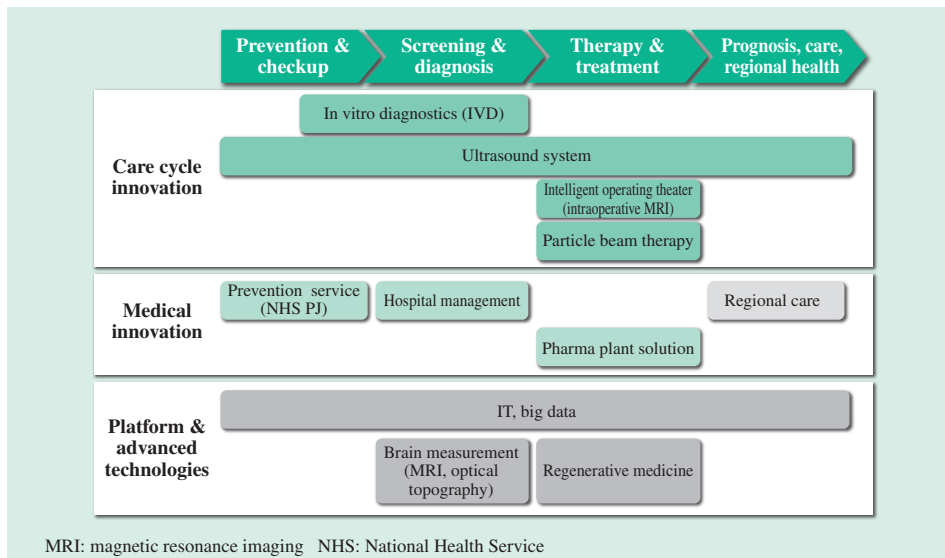 Prevention &
checkup
Screening &
diagnosis
Therapy &
treatment
Prognosis, care,
regional health
Care cycle
innovation
In vitro diagnostics (IVD)
Ultrasound system
Intelligent operating theater
(intraoperative MRI)
Particle beam therapy
Medical
innovation
Prevention service
(NHS PJ)
Hospital management
Regional care
Pharma plant solution
Platform &
advanced
technologies
IT, big data
Brain measurement
(MRI, optical
topography)
Regenerative medicine
MRI: magnetic resonance imaging NHS: National Health Service